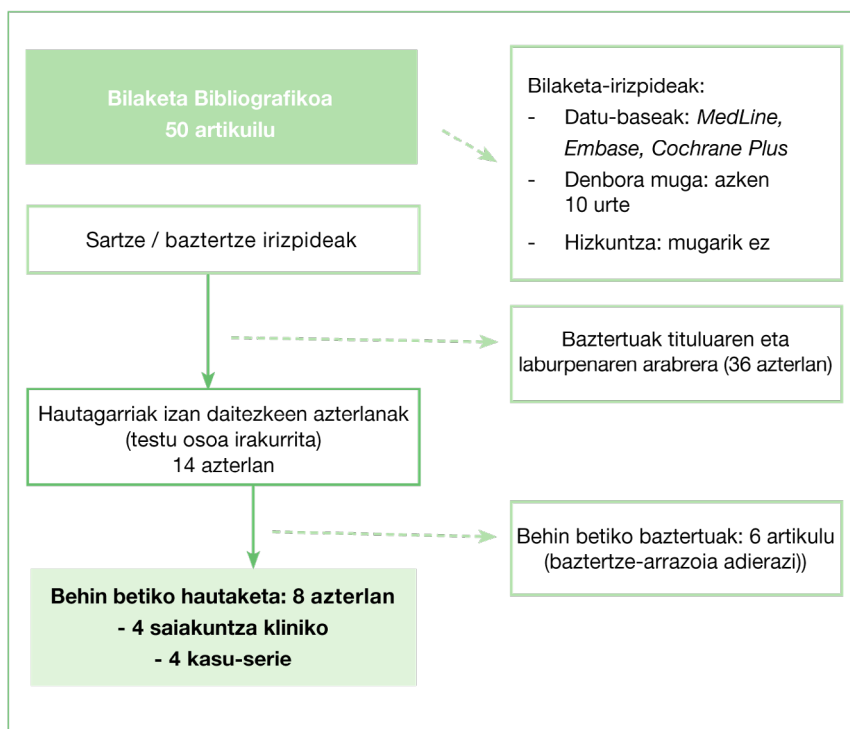 Bilaketa Bibliografikoa
50 artikuilu
Bilaketa-irizpideak:
- Datu-baseak: MedLine,
Embase, Cochrane Plus
- Denbora muga: azken
10 urte
- Hizkuntza: mugarik ez
Sartze / baztertze irizpideak
Baztertuak tituluaren eta
laburpenaren arabrera (36 azterlan)
Hautagarriak izan daitezkeen azterlanak
(testu osoa irakurrita)
14 azterlan
Behin betiko baztertuak: 6 artikulu
(baztertze-arrazoia adierazi))
Behin betiko hautaketa: 8 azterlan
- 4 saiakuntza kliniko
- 4 kasu-serie